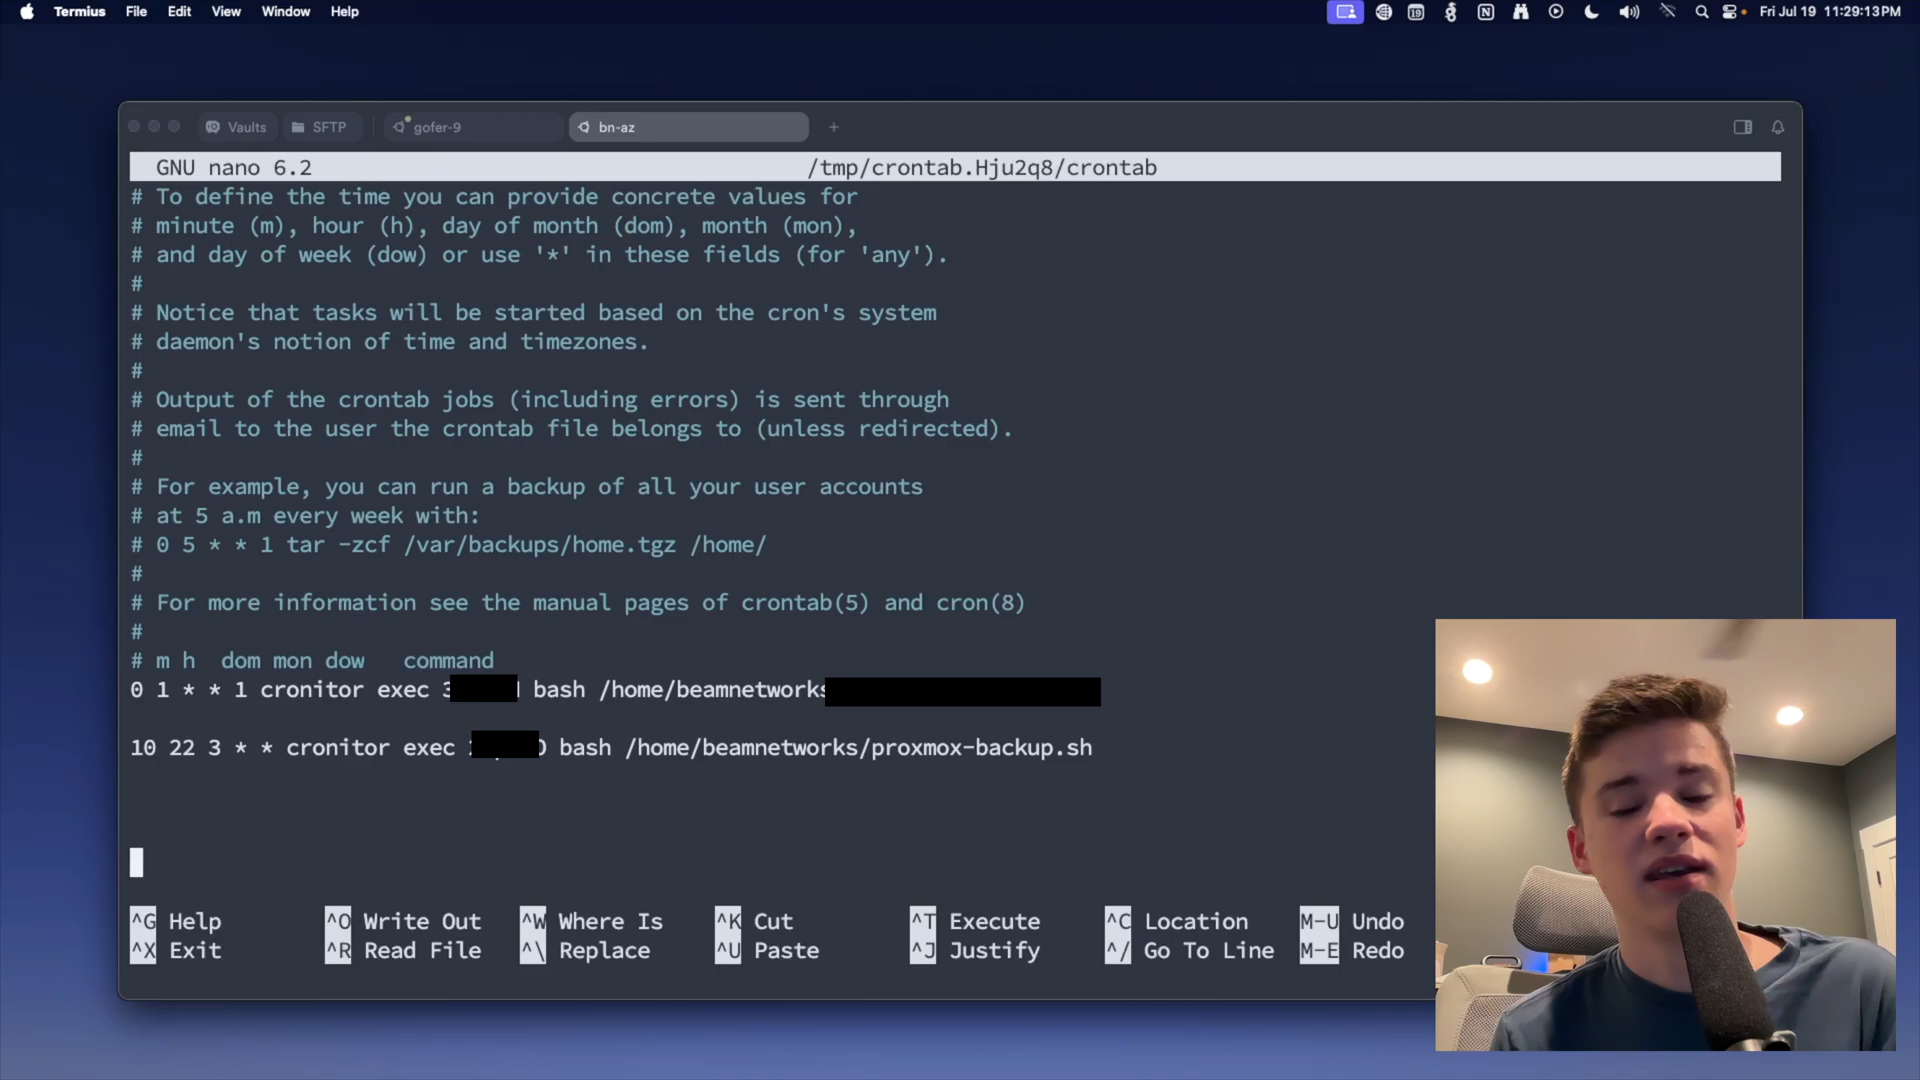 Termius File Edit View Window Help
19
N
Fri Jul 19 11:29:13 PM
Vaults SFTP gofer-9 bn-az +
GNU nano 6.2 /tmp/crontab.Hju2q8/crontab
# To define the time you can provide concrete values for
# minute (m), hour (h), day of month (dom), month (mon),
# and day of week (dow) or use '*' in these fields (for 'any').
#
# Notice that tasks will be started based on the cron's system
# daemon's notion of time and timezones.
#
# Output of the crontab jobs (including errors) is sent through
# email to the user the crontab file belongs to (unless redirected).
#
# For example, you can run a backup of all your user accounts
# at 5 a.m every week with:
# 0 5 * * 1 tar -zcf /var/backups/home.tgz /home/
#
# For more information see the manual pages of crontab(5) and cron(8)
#
# m h  dom mon dow   command
0 1 * * 1 cronitor exec bash /home/beamnetworks
10 22 3 * * cronitor exec bash /home/beamnetworks/proxmox-backup.sh
^G Help ^O Write Out ^W Where Is ^K Cut ^T Execute ^C Location M-U Undo
^X Exit ^R Read File ^\ Replace ^U Paste ^J Justify ^/ Go To Line M-E Redo